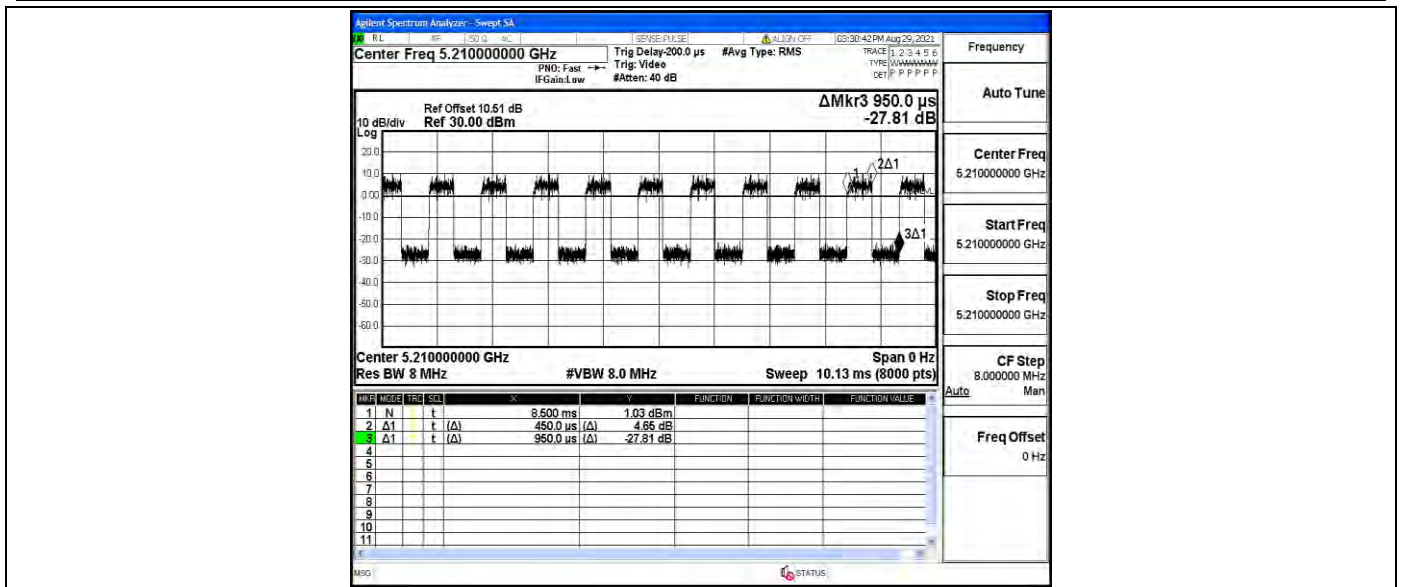 Agilent Spectrum Analyzer - Swept SA
RL RF 50 Ω AC SENSE:PULSE ALIGN OFF 03:30:42 PM Aug 29, 2021
Center Freq 5.210000000 GHz
PNO: Fast
IFGain:Low
Trig Delay-200.0 µs
Trig: Video
#Atten: 40 dB
#Avg Type: RMS
TRACE 1 2 3 4 5 6
TYPE
DET P P P P P P
Ref Offset 10.51 dB
10 dB/div Ref 30.00 dBm
Log
ΔMkr3 950.0 µs
-27.81 dB
20.0
10.0
0.00
-10.0
-20.0
-30.0
-40.0
-50.0
-60.0
1
2Δ1
3Δ1
Center 5.210000000 GHz Span 0 Hz
Res BW 8 MHz #VBW 8.0 MHz Sweep 10.13 ms (8000 pts)
MKR MODE TRC SCL X Y FUNCTION FUNCTION WIDTH FUNCTION VALUE
1 N t 8.500 ms 1.03 dBm
2 Δ1 t (Δ) 450.0 µs (Δ) 4.65 dB
3 Δ1 t (Δ) 950.0 µs (Δ) -27.81 dB
4
5
6
7
8
9
10
11
MSG STATUS
Frequency
Auto Tune
Center Freq
5.210000000 GHz
Start Freq
5.210000000 GHz
Stop Freq
5.210000000 GHz
CF Step
8.000000 MHz
Auto Man
Freq Offset
0 Hz